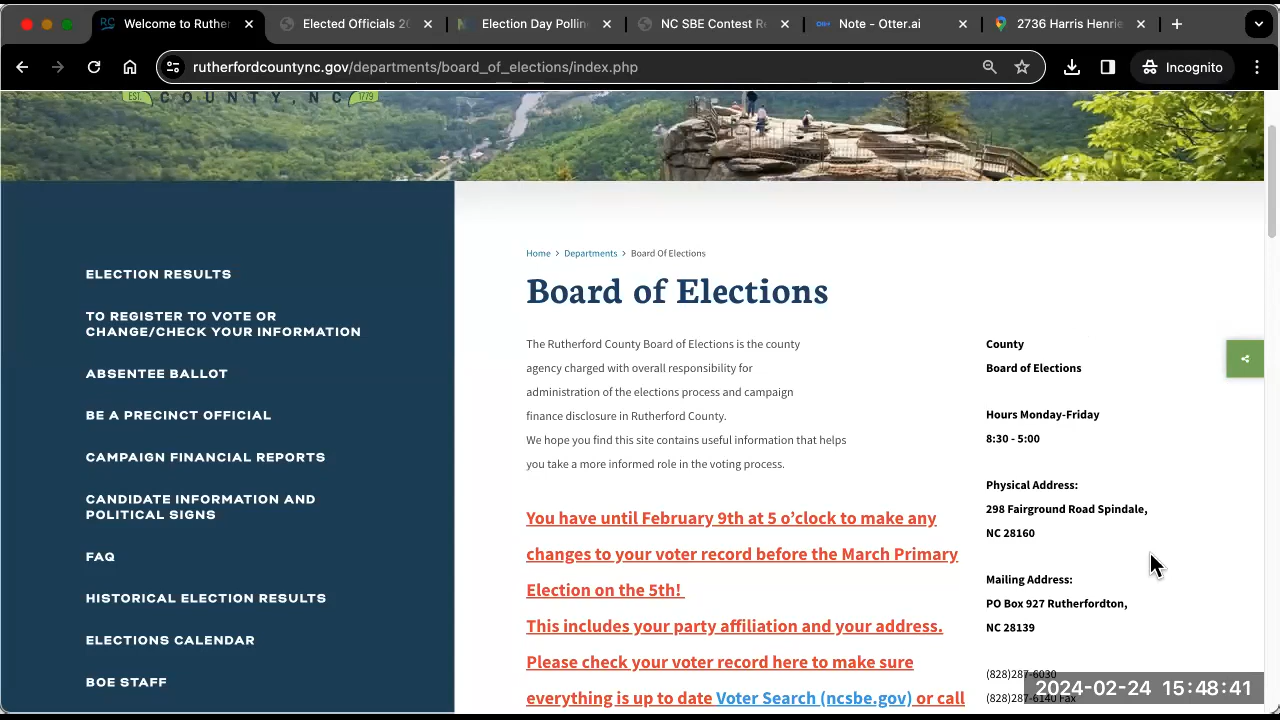 Welcome to Ruther
Elected Officials 20
Election Day Pollin
NC SBE Contest Re
Note - Otter.ai
2736 Harris Henrie
rutherfordcountync.gov/departments/board_of_elections/index.php
Incognito
EST. COUNTY, NC 1779
Home > Departments > Board Of Elections
Board of Elections
ELECTION RESULTS
TO REGISTER TO VOTE OR
CHANGE/CHECK YOUR INFORMATION
ABSENTEE BALLOT
BE A PRECINCT OFFICIAL
CAMPAIGN FINANCIAL REPORTS
CANDIDATE INFORMATION AND
POLITICAL SIGNS
FAQ
HISTORICAL ELECTION RESULTS
ELECTIONS CALENDAR
BOE STAFF
The Rutherford County Board of Elections is the county
agency charged with overall responsibility for
administration of the elections process and campaign
finance disclosure in Rutherford County.
We hope you find this site contains useful information that helps
you take a more informed role in the voting process.
You have until February 9th at 5 o’clock to make any
changes to your voter record before the March Primary
Election on the 5th!
This includes your party affiliation and your address.
Please check your voter record here to make sure
everything is up to date Voter Search (ncsbe.gov) or call
County
Board of Elections
Hours Monday-Friday
8:30 - 5:00
Physical Address:
298 Fairground Road Spindale,
NC 28160
Mailing Address:
PO Box 927 Rutherfordton,
NC 28139
(828)287-6030
(828)287-6140 Fax
2024-02-24 15:48:41